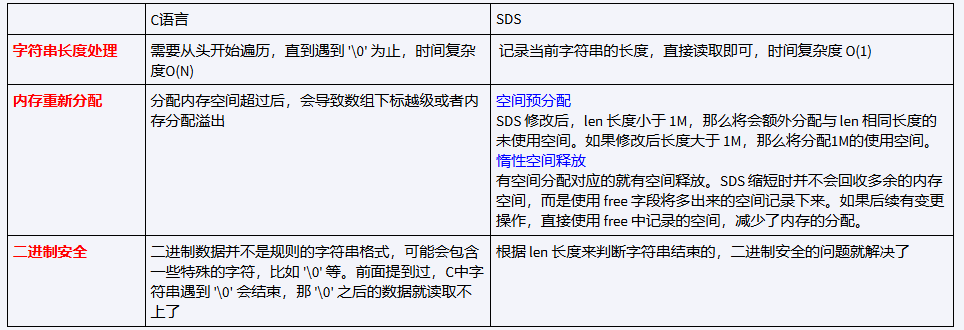 C语言
SDS
字符串长度处理
需要从头开始遍历，直到遇到 '\0' 为止，时间复杂
度O(N)
记录当前字符串的长度，直接读取即可，时间复杂度 O(1)
内存重新分配
分配内存空间超过后，会导致数组下标越级或者内
存分配溢出
空间预分配
SDS 修改后，len 长度小于 1M，那么将会额外分配与 len 相同长度的
未使用空间。如果修改后长度大于 1M，那么将分配1M的使用空间。
惰性空间释放
有空间分配对应的就有空间释放。SDS 缩短时并不会回收多余的内存
空间，而是使用 free 字段将多出来的空间记录下来。如果后续有变更
操作，直接使用 free 中记录的空间，减少了内存的分配。
二进制安全
二进制数据并不是规则的字符串格式，可能会包含
一些特殊的字符，比如 '\0' 等。前面提到过，C中字
符串遇到 '\0' 会结束，那 '\0' 之后的数据就读取不
上了
根据 len 长度来判断字符串结束的，二进制安全的问题就解决了